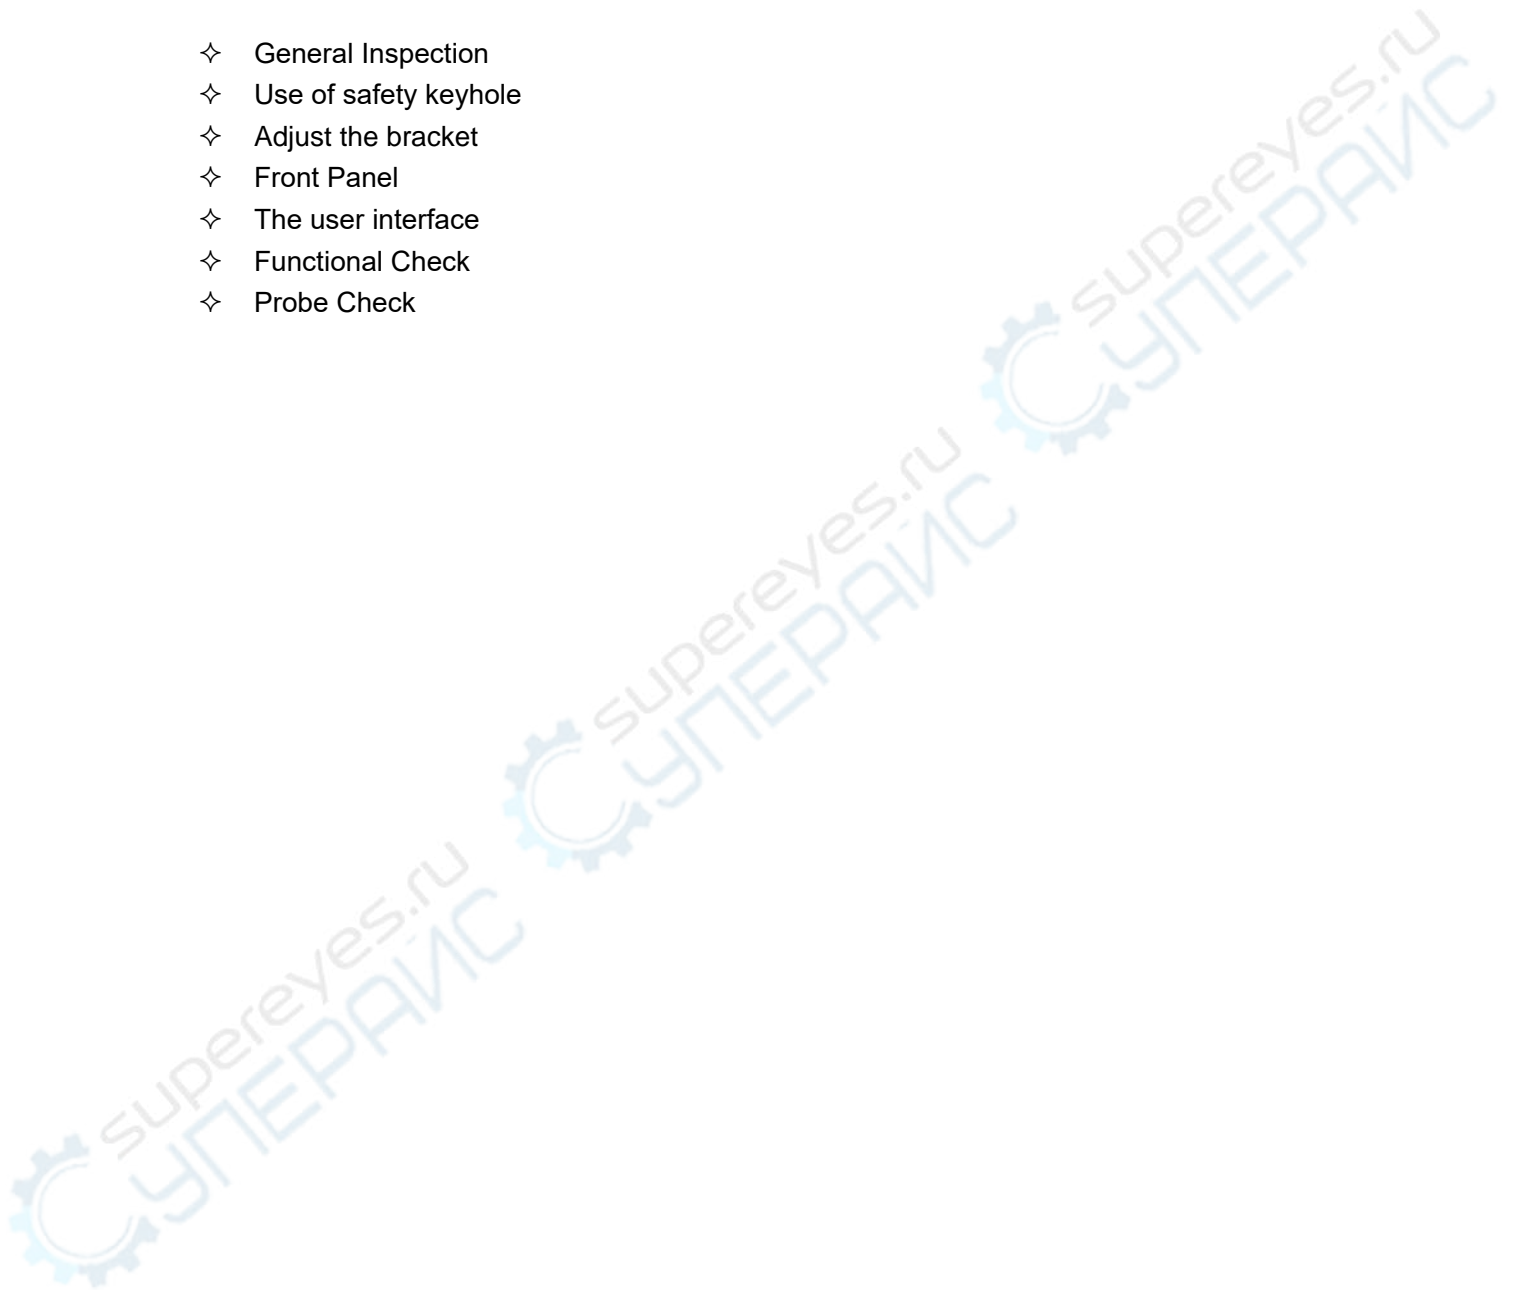 ✧ General Inspection
✧ Use of safety keyhole
✧ Adjust the bracket
✧ Front Panel
✧ The user interface
✧ Functional Check
✧ Probe Check
supereyes.ru
СУПЕРАЙС
supereyes.ru
СУПЕРАЙС
supereyes.ru
СУПЕРАЙС